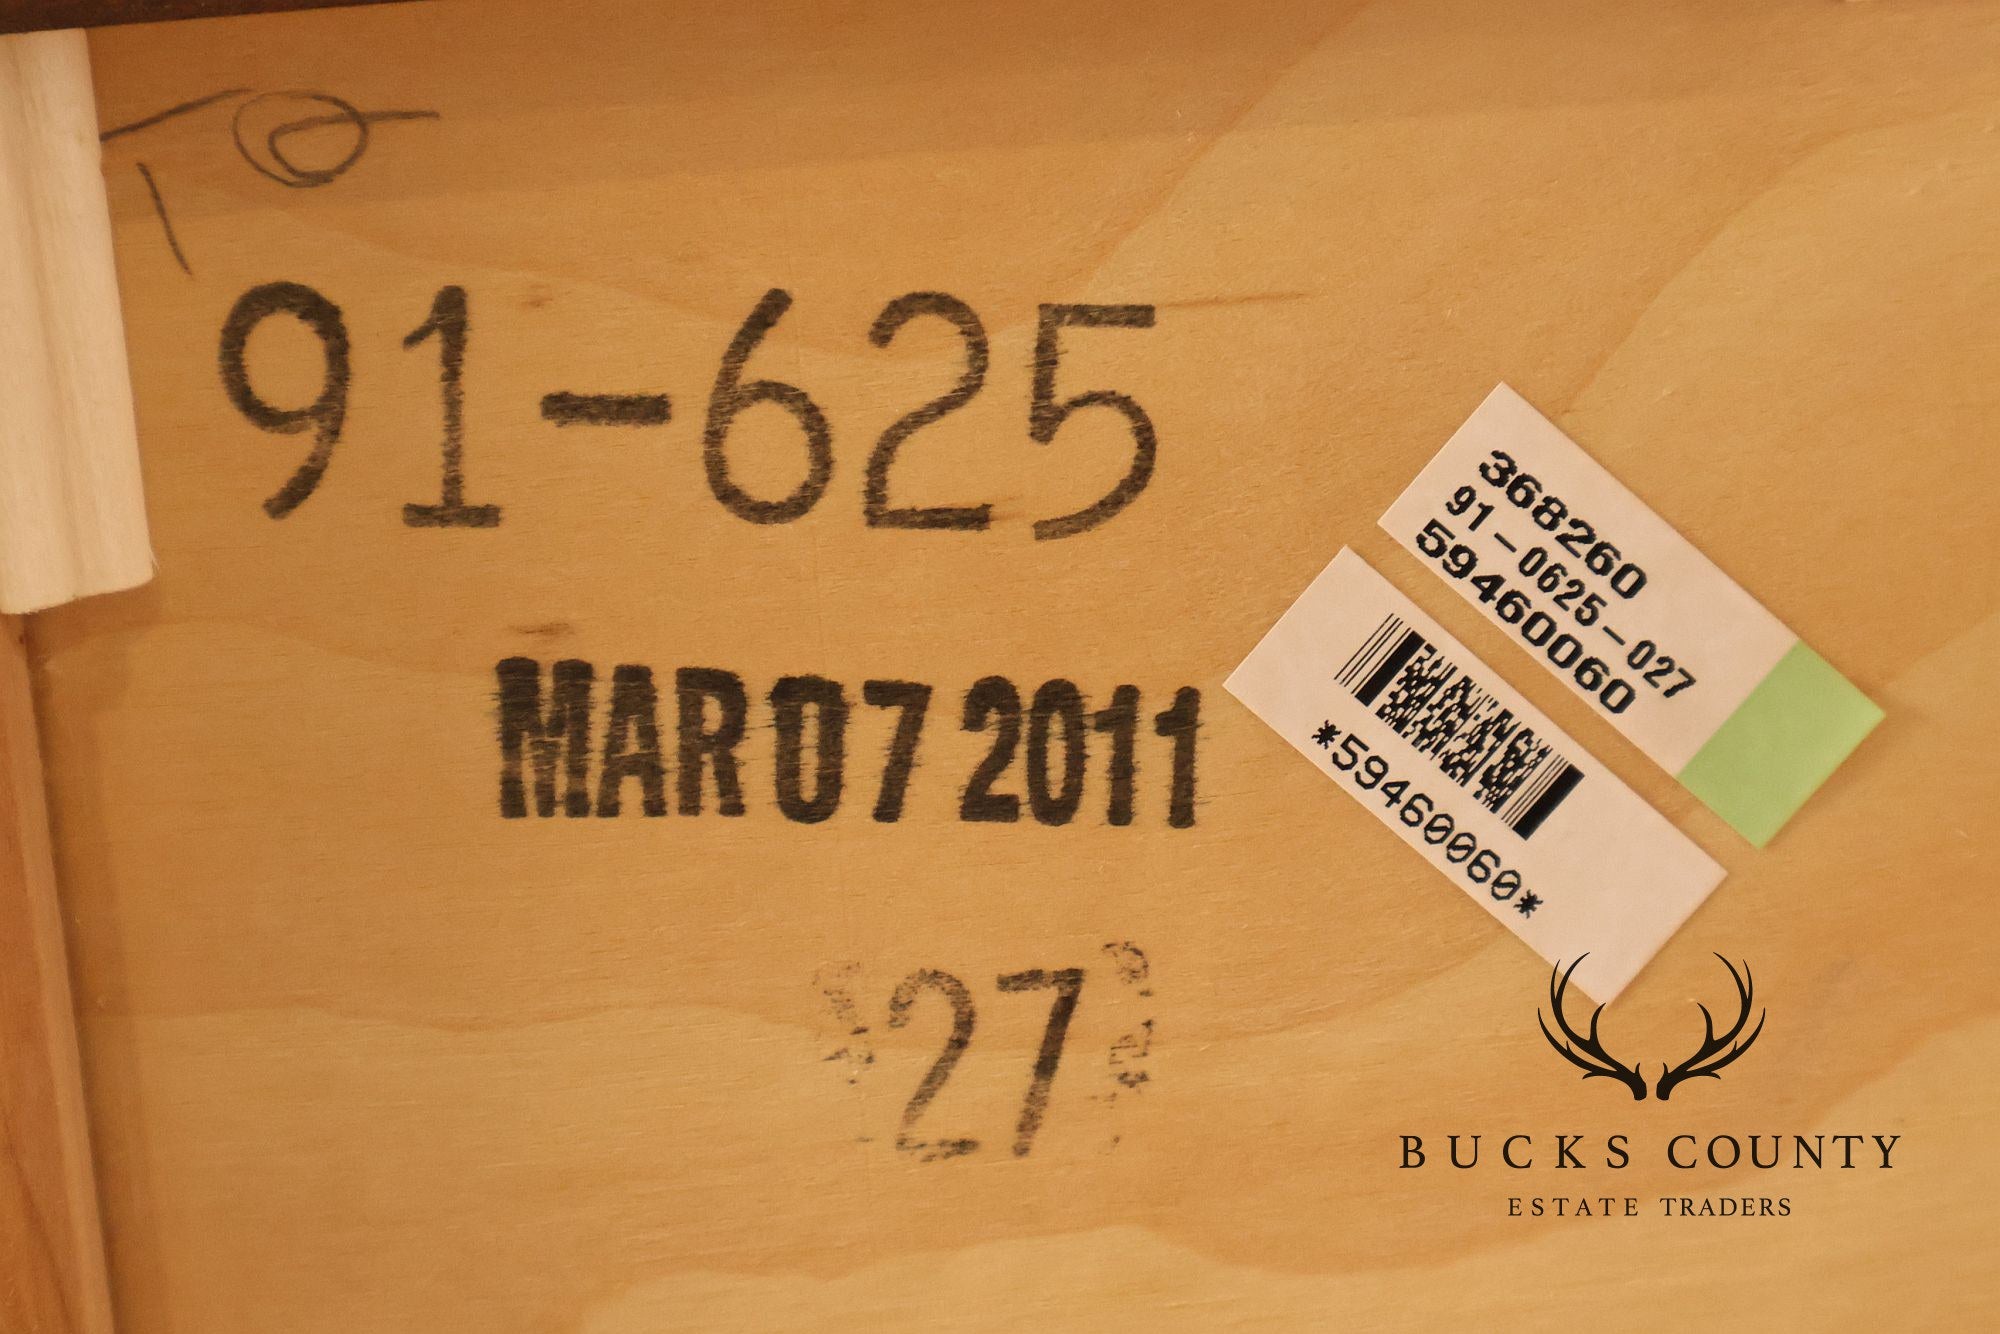 91-625
MAR 07 2011
27
368260
91-0625-027
59460060
*59460060*
BUCKS COUNTY
ESTATE TRADERS